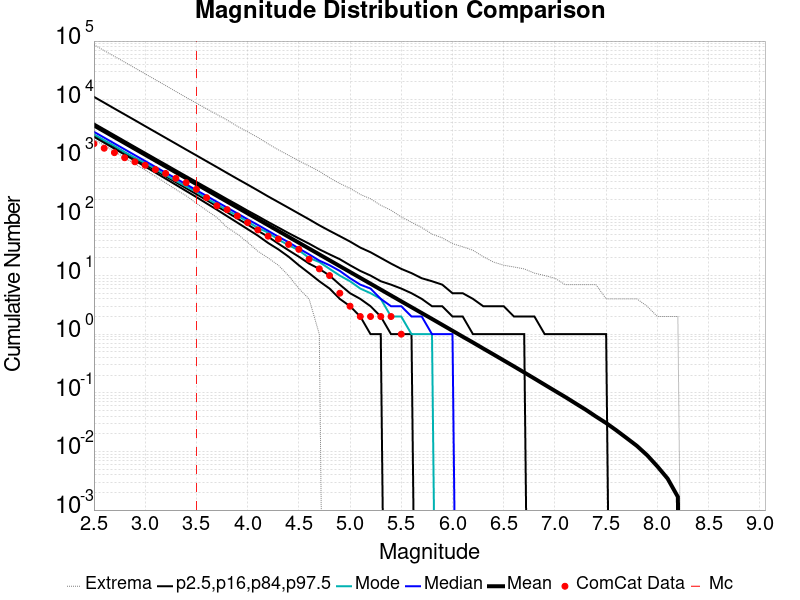 Magnitude Distribution Comparison
10^5
10^4
10^3
10^2
10^1
10^0
10^-1
10^-2
10^-3
Cumulative Number
2.5 3.0 3.5 4.0 4.5 5.0 5.5 6.0 6.5 7.0 7.5 8.0 8.5 9.0
Magnitude
Extrema p2.5,p16,p84,p97.5 Mode Median Mean ComCat Data Mc